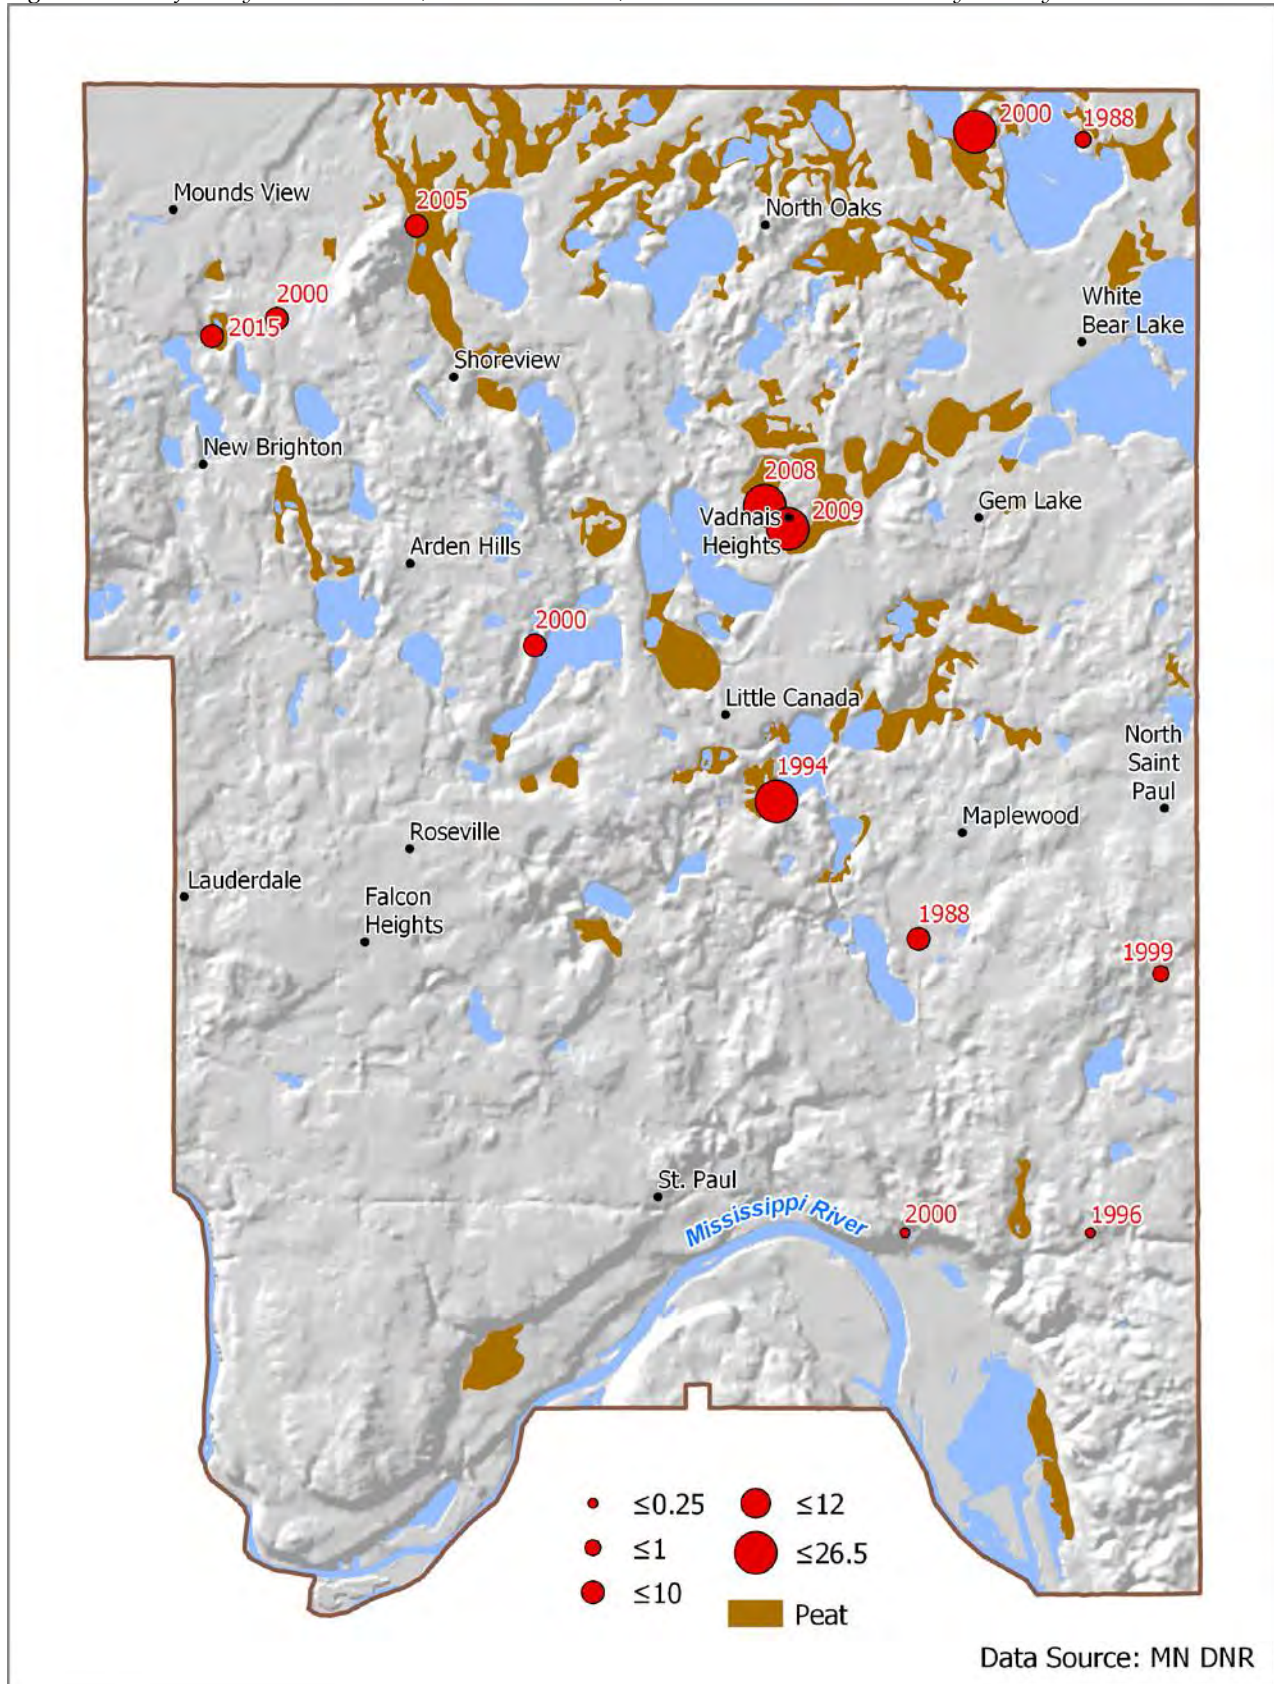 2000
1988
Mounds View
2005
North Oaks
2000
2015
White
Bear Lake
Shoreview
New Brighton
2008
Vadnais
Heights
2009
Gem Lake
Arden Hills
2000
Little Canada
North
Saint
Paul
1994
Maplewood
Roseville
Lauderdale
Falcon
Heights
1988
1999
St. Paul
Mississippi River
2000
1996
≤0.25
≤12
≤1
≤26.5
≤10
Peat
Data Source: MN DNR